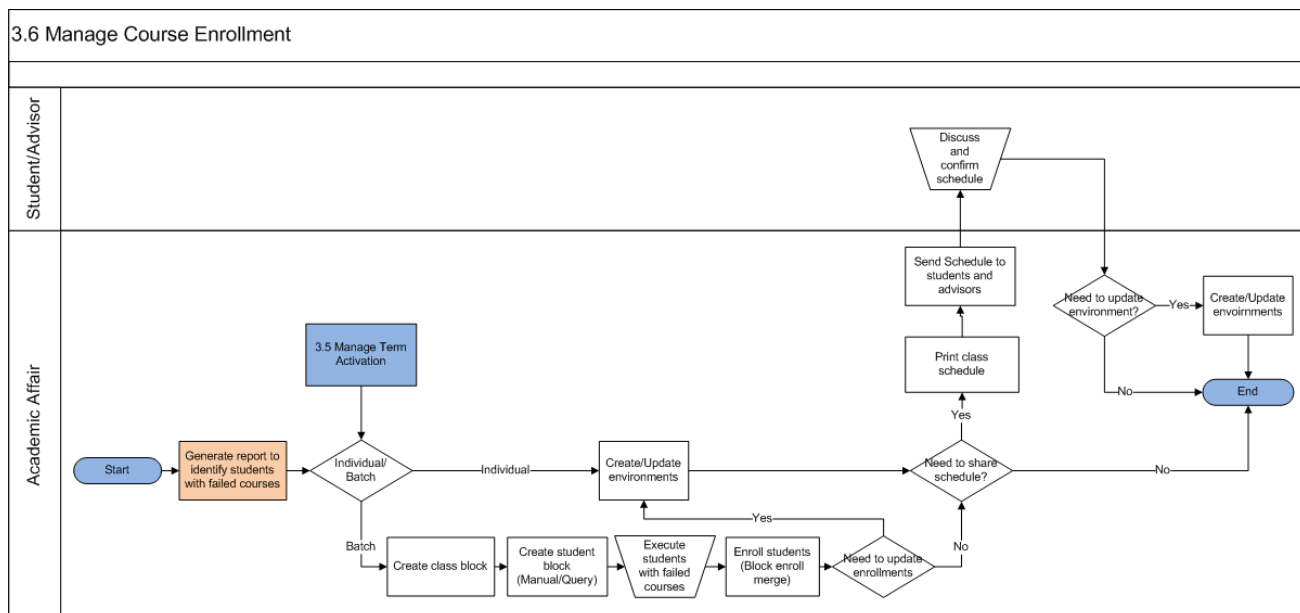 3.6 Manage Course Enrollment
Student/Advisor
Discuss
and
confirm
schedule
Academic Affair
Send Schedule to
students and
advisors
Need to update
environment?
Yes
Create/Update
envoirnments
3.5 Manage Term
Activation
Print class
schedule
No
End
Yes
Start
Generate report to
identify students
with failed courses
Individual/
Batch
Individual
Create/Update
environments
Need to share
schedule?
No
Yes
Batch
No
Create class block
Create student
block
(Manual/Query)
Execute
students
with failed
courses
Enroll students
(Block enroll
merge)
Need to update
enrollments